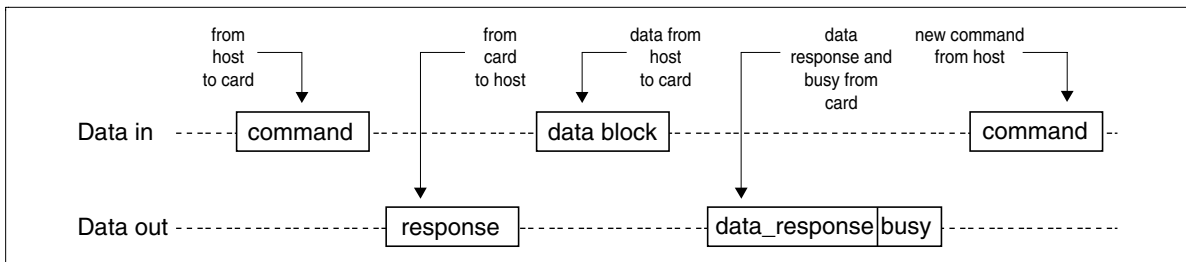 from
host
to card
from
card
to host
data from
host
to card
data
response and
busy from
card
new command
from host
Data in
command
data block
command
Data out
response
data_response
busy